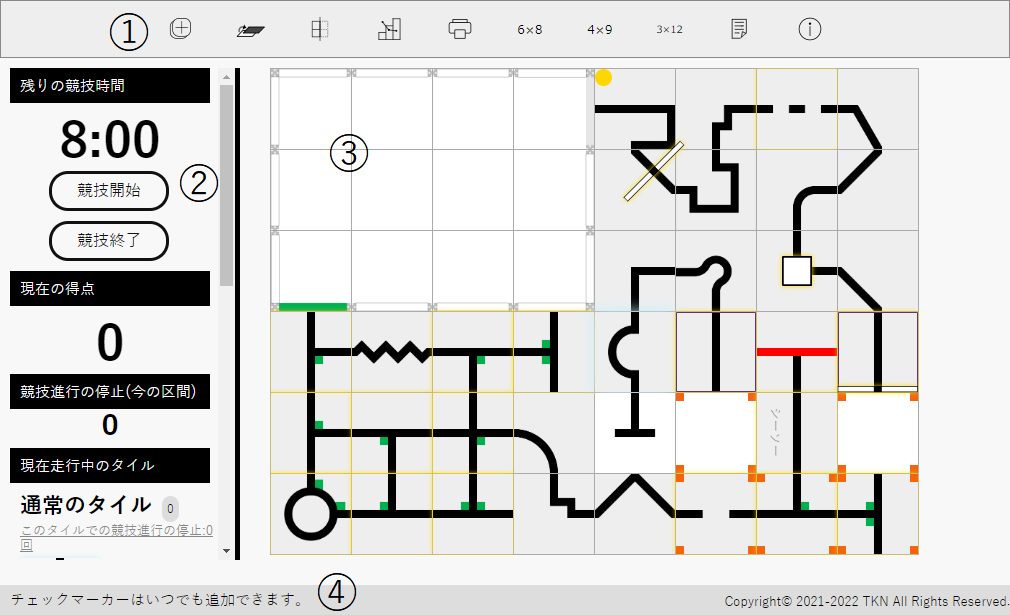 ①
6×8
4×9
3×12
残りの競技時間
8:00
競技開始
②
競技終了
現在の得点
0
競技進行の停止(今の区間)
0
現在走行中のタイル
通常のタイル 0
このタイルでの競技進行の停止:0
回
③
シーソー
チェックマーカーはいつでも追加できます。
④
Copyright© 2021-2022 TKN All Rights Reserved.